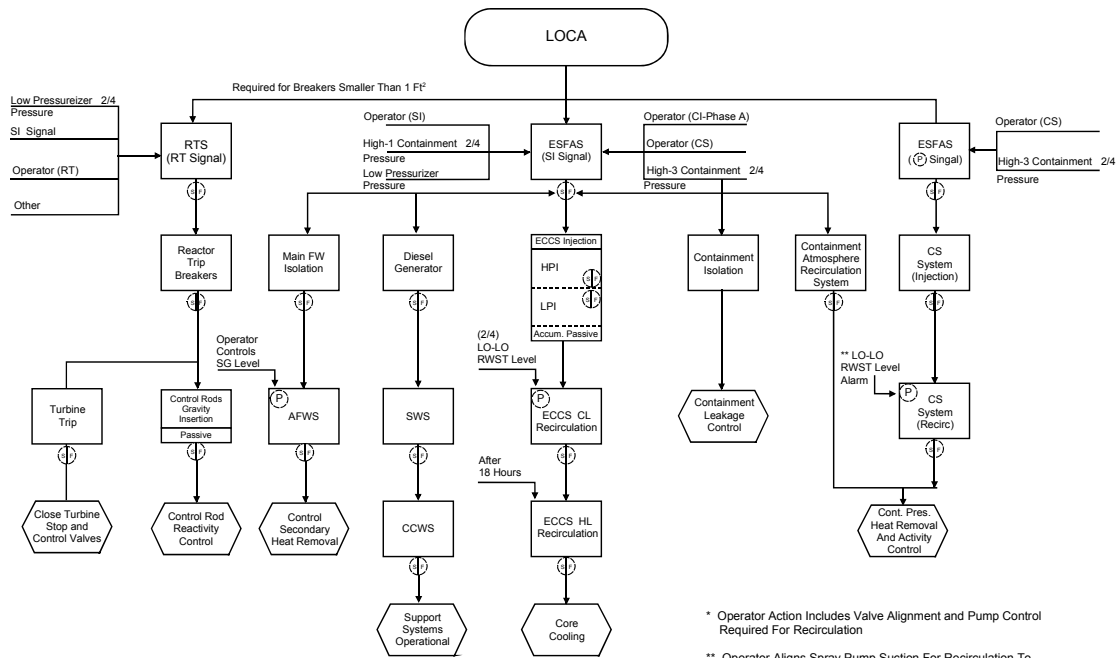 LOCA
Required for Breakers Smaller Than 1 Ft²
Low Pressureizer 2/4
Pressure
SI Signal
Operator (RT)
Other
RTS
(RT Signal)
Operator (SI)
High-1 Containment 2/4
Pressure
Low Pressurizer
Pressure
ESFAS
(SI Signal)
Operator (CI-Phase A)
Operator (CS)
High-3 Containment 2/4
Pressure
ESFAS
( P Singal)
Operator (CS)
High-3 Containment 2/4
Pressure
S F
S F
S F
Reactor
Trip
Breakers
Main FW
Isolation
Diesel
Generator
ECCS Injection
HPI
S F
LPI
S F
Accum. Passive
Containment
Isolation
Containment
Atmosphere
Recirculation
System
CS
System
(Injection)
S F
S F
S F
S F
S F
Operator
Controls
SG Level
(2/4)
LO-LO
RWST Level
** LO-LO
RWST Level
Alarm
Turbine
Trip
Control Rods
Gravity
Insertion
Passive
P
AFWS
SWS
P
ECCS CL
Recirculation
Containment
Leakage
Control
P
CS
System
(Recirc)
S F
S F
S F
S F
S F
S F
After
18 Hours
Close Turbine
Stop and
Control Valves
Control Rod
Reactivity
Control
Control
Secondary
Heat Removal
CCWS
ECCS HL
Recirculation
Cont. Pres.
Heat Removal
And Activity
Control
S F
S F
Support
Systems
Operational
Core
Cooling
* Operator Action Includes Valve Alignment and Pump Control
Required For Recirculation
** Operator Aligns Spray Pump Suction For Recirculation To